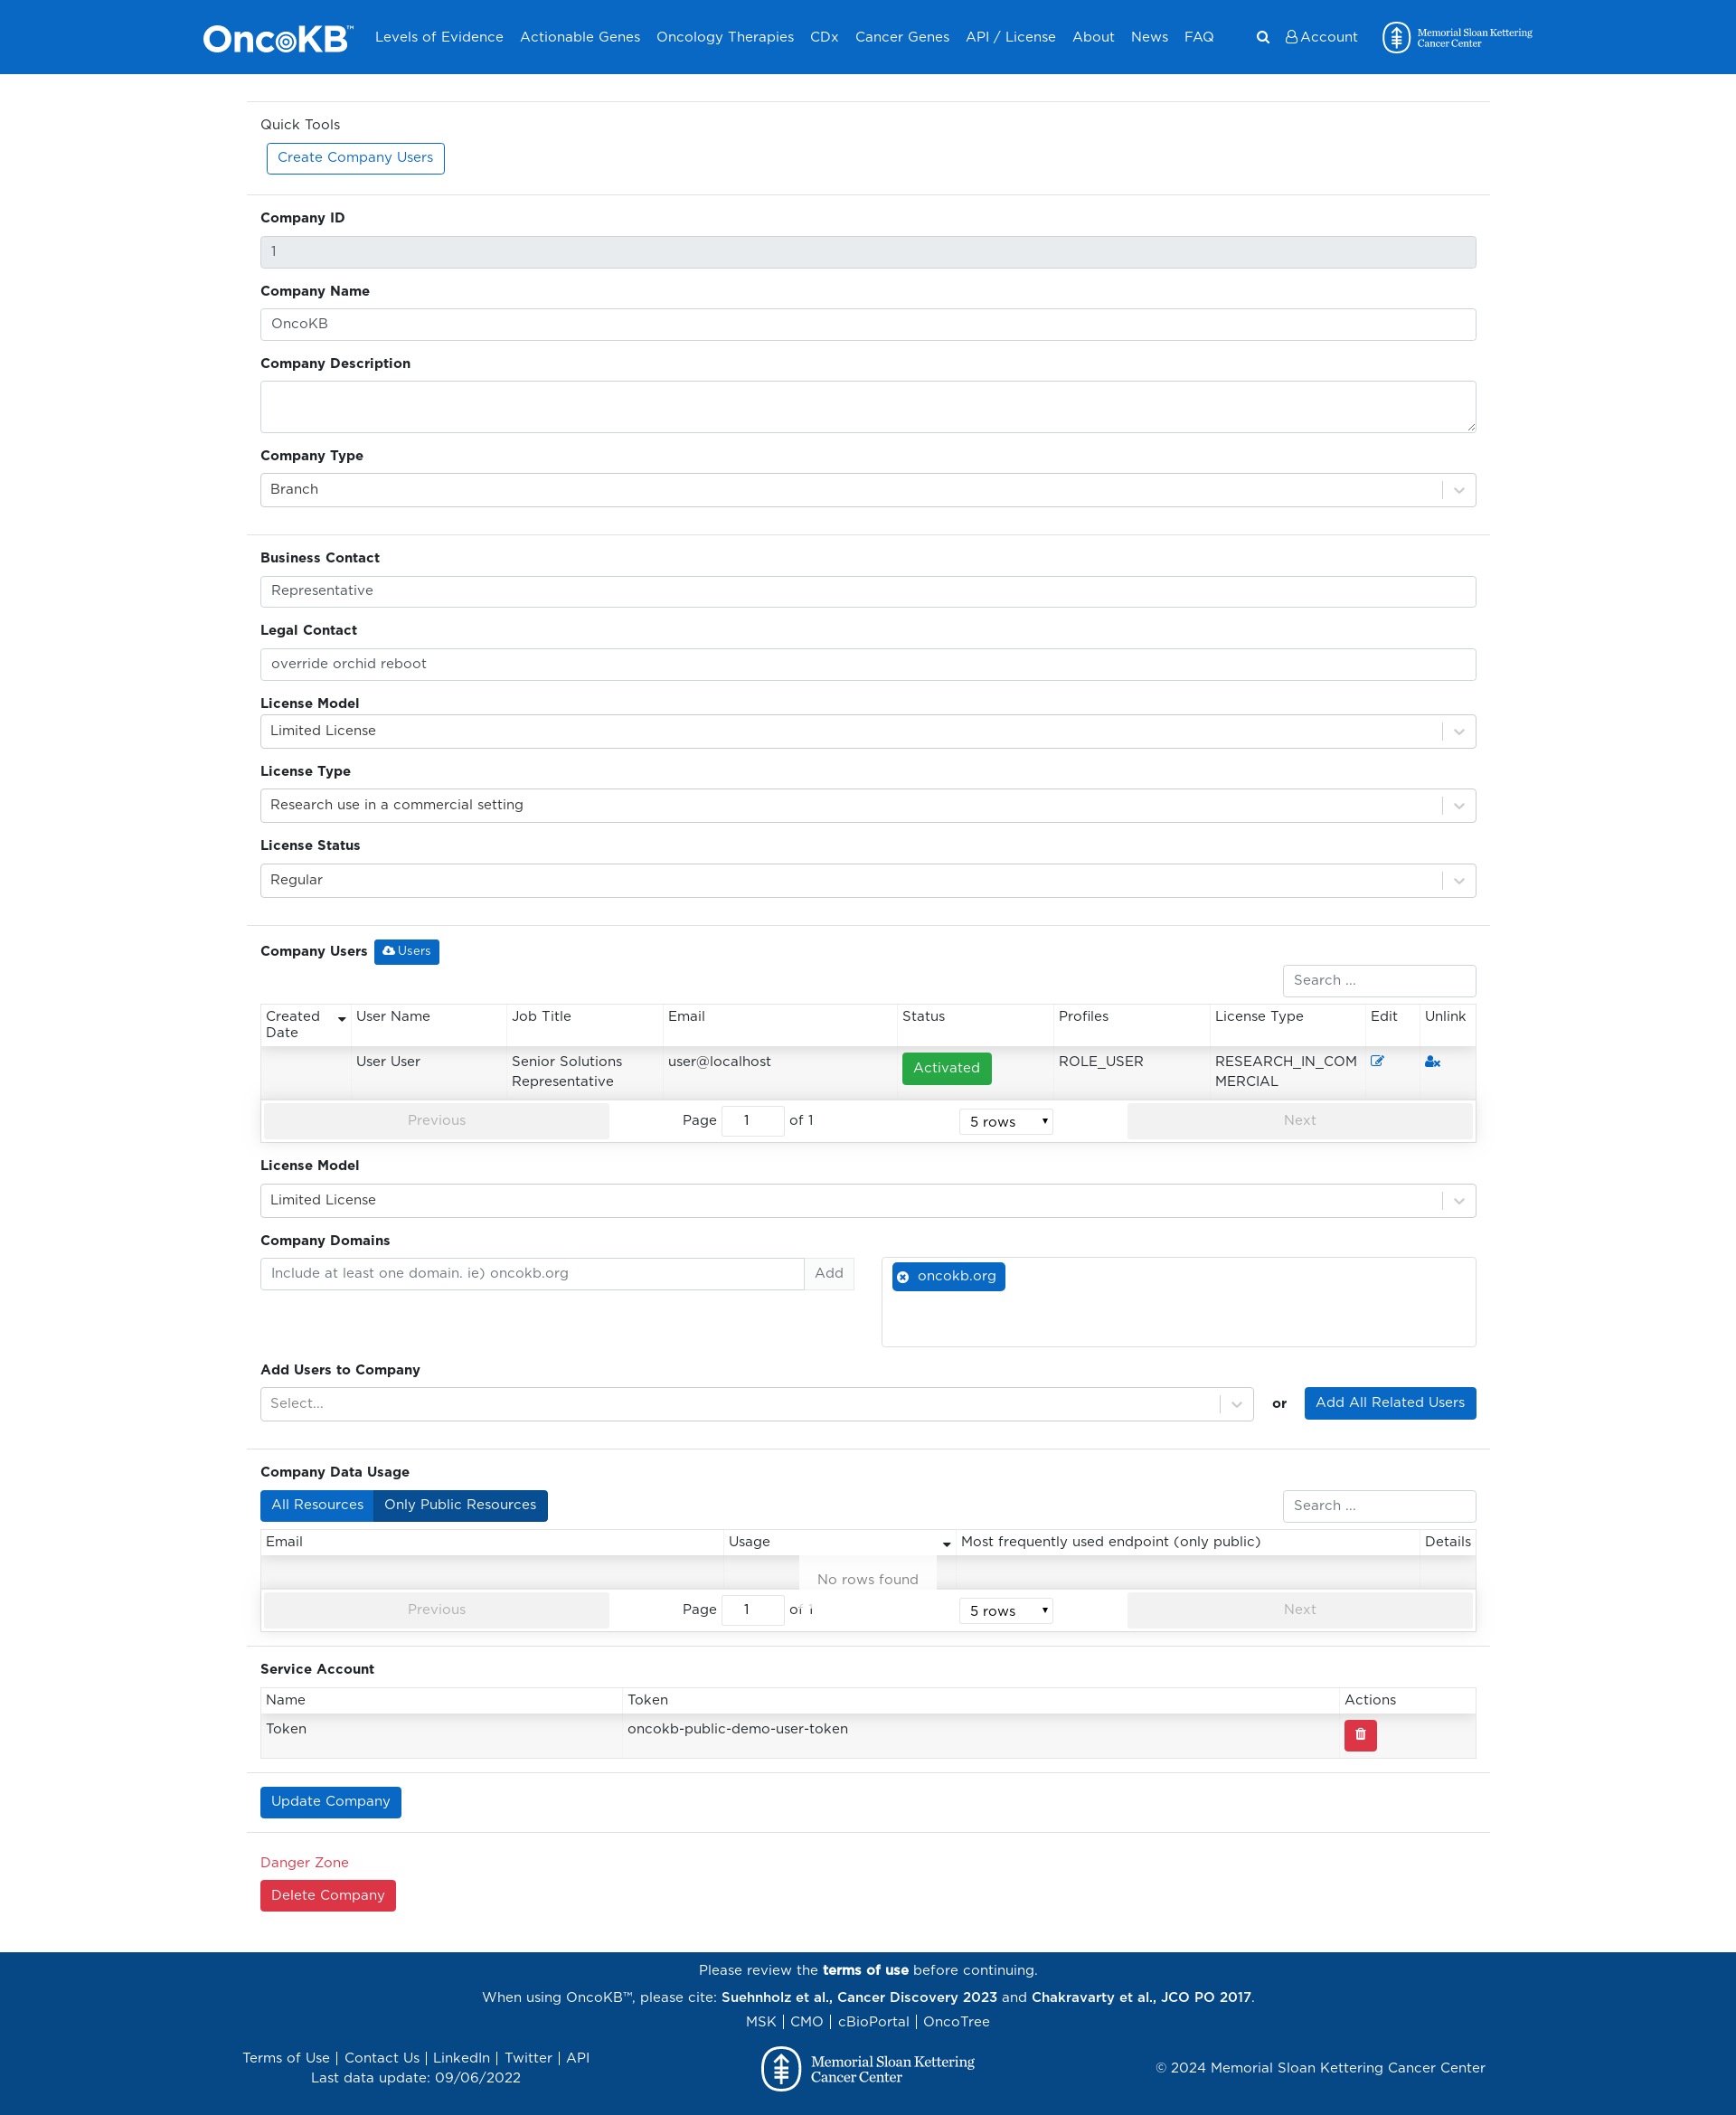 OncoKB™ Levels of Evidence Actionable Genes Oncology Therapies CDx Cancer Genes API / License About News FAQ Account Memorial Sloan Kettering
Cancer Center
Quick Tools
Create Company Users
Company ID
1
Company Name
OncoKB
Company Description
Company Type
Branch
Business Contact
Representative
Legal Contact
override orchid reboot
License Model
Limited License
License Type
Research use in a commercial setting
License Status
Regular
Company Users Users
Search ...
Created Date User Name Job Title Email Status Profiles License Type Edit Unlink
User User Senior Solutions user@localhost Activated ROLE_USER RESEARCH_IN_COM
Representative MERCIAL
Previous Page 1 of 1 5 rows Next
License Model
Limited License
Company Domains
Include at least one domain. ie) oncokb.org Add oncokb.org
Add Users to Company
Select... or Add All Related Users
Company Data Usage
All Resources Only Public Resources Search ...
Email Usage Most frequently used endpoint (only public) Details
No rows found
Previous Page 1 of 1 5 rows Next
Service Account
Name Token Actions
Token oncokb-public-demo-user-token
Update Company
Danger Zone
Delete Company
Please review the terms of use before continuing.
When using OncoKB™, please cite: Suehnholz et al., Cancer Discovery 2023 and Chakravarty et al., JCO PO 2017.
MSK | CMO | cBioPortal | OncoTree
Terms of Use | Contact Us | LinkedIn | Twitter | API
Last data update: 09/06/2022
Memorial Sloan Kettering
Cancer Center
© 2024 Memorial Sloan Kettering Cancer Center